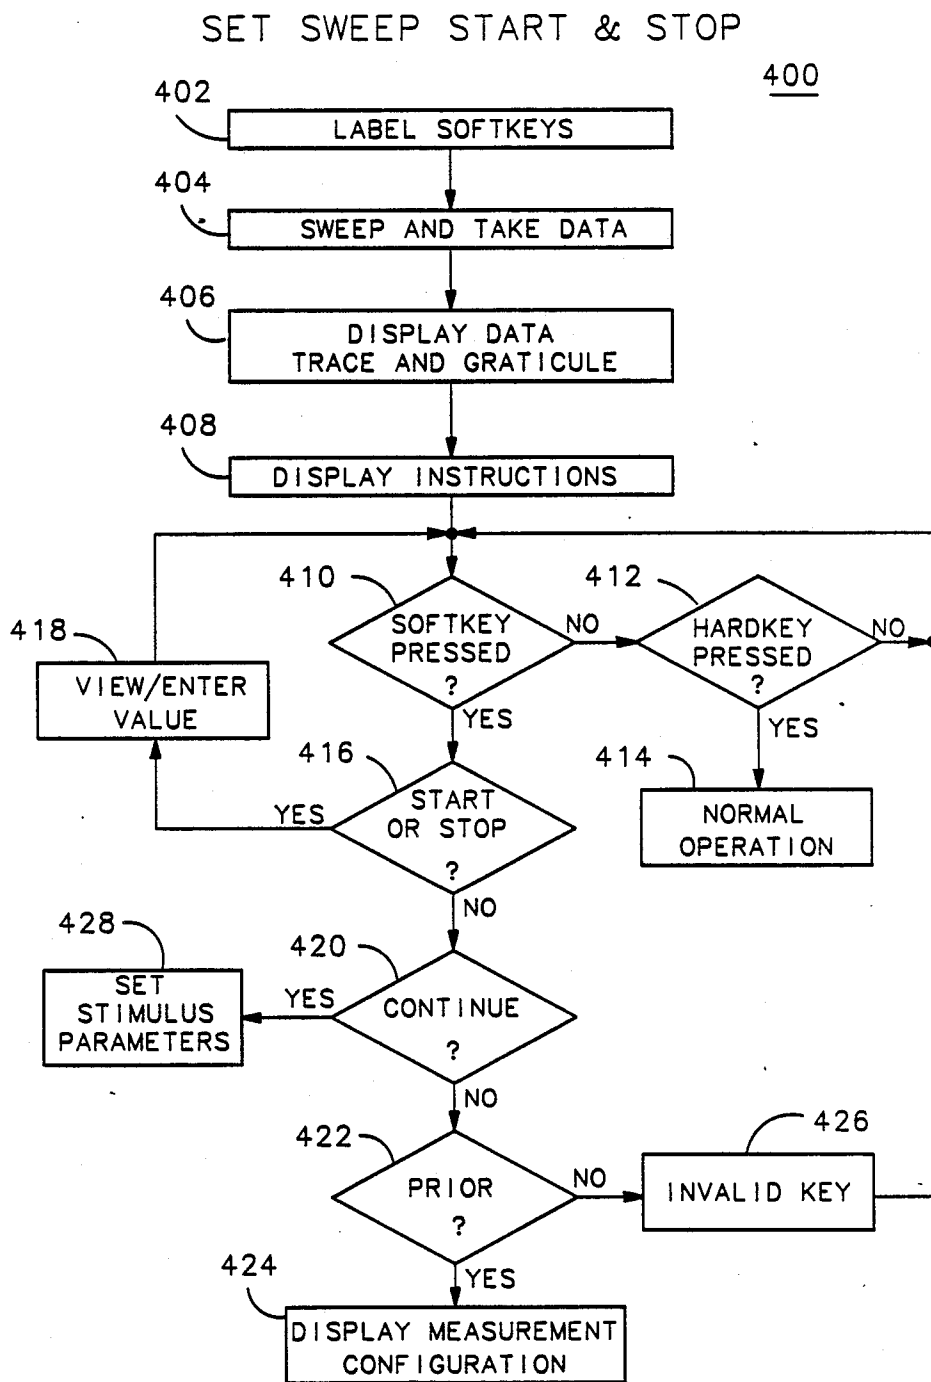 SET SWEEP START & STOP
400
402
LABEL SOFTKEYS
404
SWEEP AND TAKE DATA
406
DISPLAY DATA
TRACE AND GRATICULE
408
DISPLAY INSTRUCTIONS
410
SOFTKEY
PRESSED
?
NO
YES
412
HARDKEY
PRESSED
?
NO
YES
418
VIEW/ENTER
VALUE
416
START
OR STOP
?
YES
NO
414
NORMAL
OPERATION
428
SET
STIMULUS
PARAMETERS
420
CONTINUE
?
YES
NO
422
PRIOR
?
NO
YES
426
INVALID KEY
424
DISPLAY MEASUREMENT
CONFIGURATION